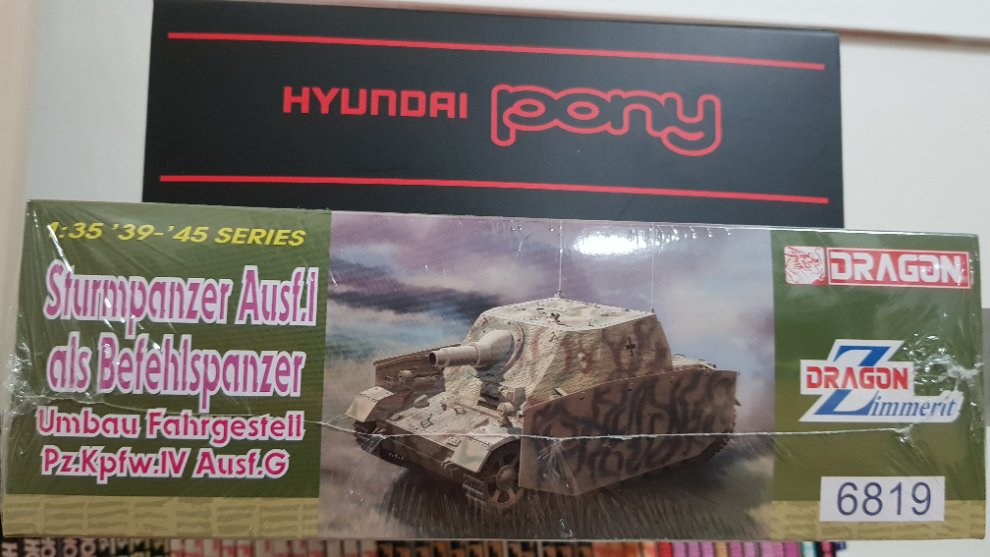 HYUNDAI pony
1:35 '39-'45 SERIES
Sturmpanzer Ausf.I
als Befehlspanzer
Umbau Fahrgestell
Pz.Kpfw.IV Ausf.G
DRAGON
DRAGON
Zimmerit
6819